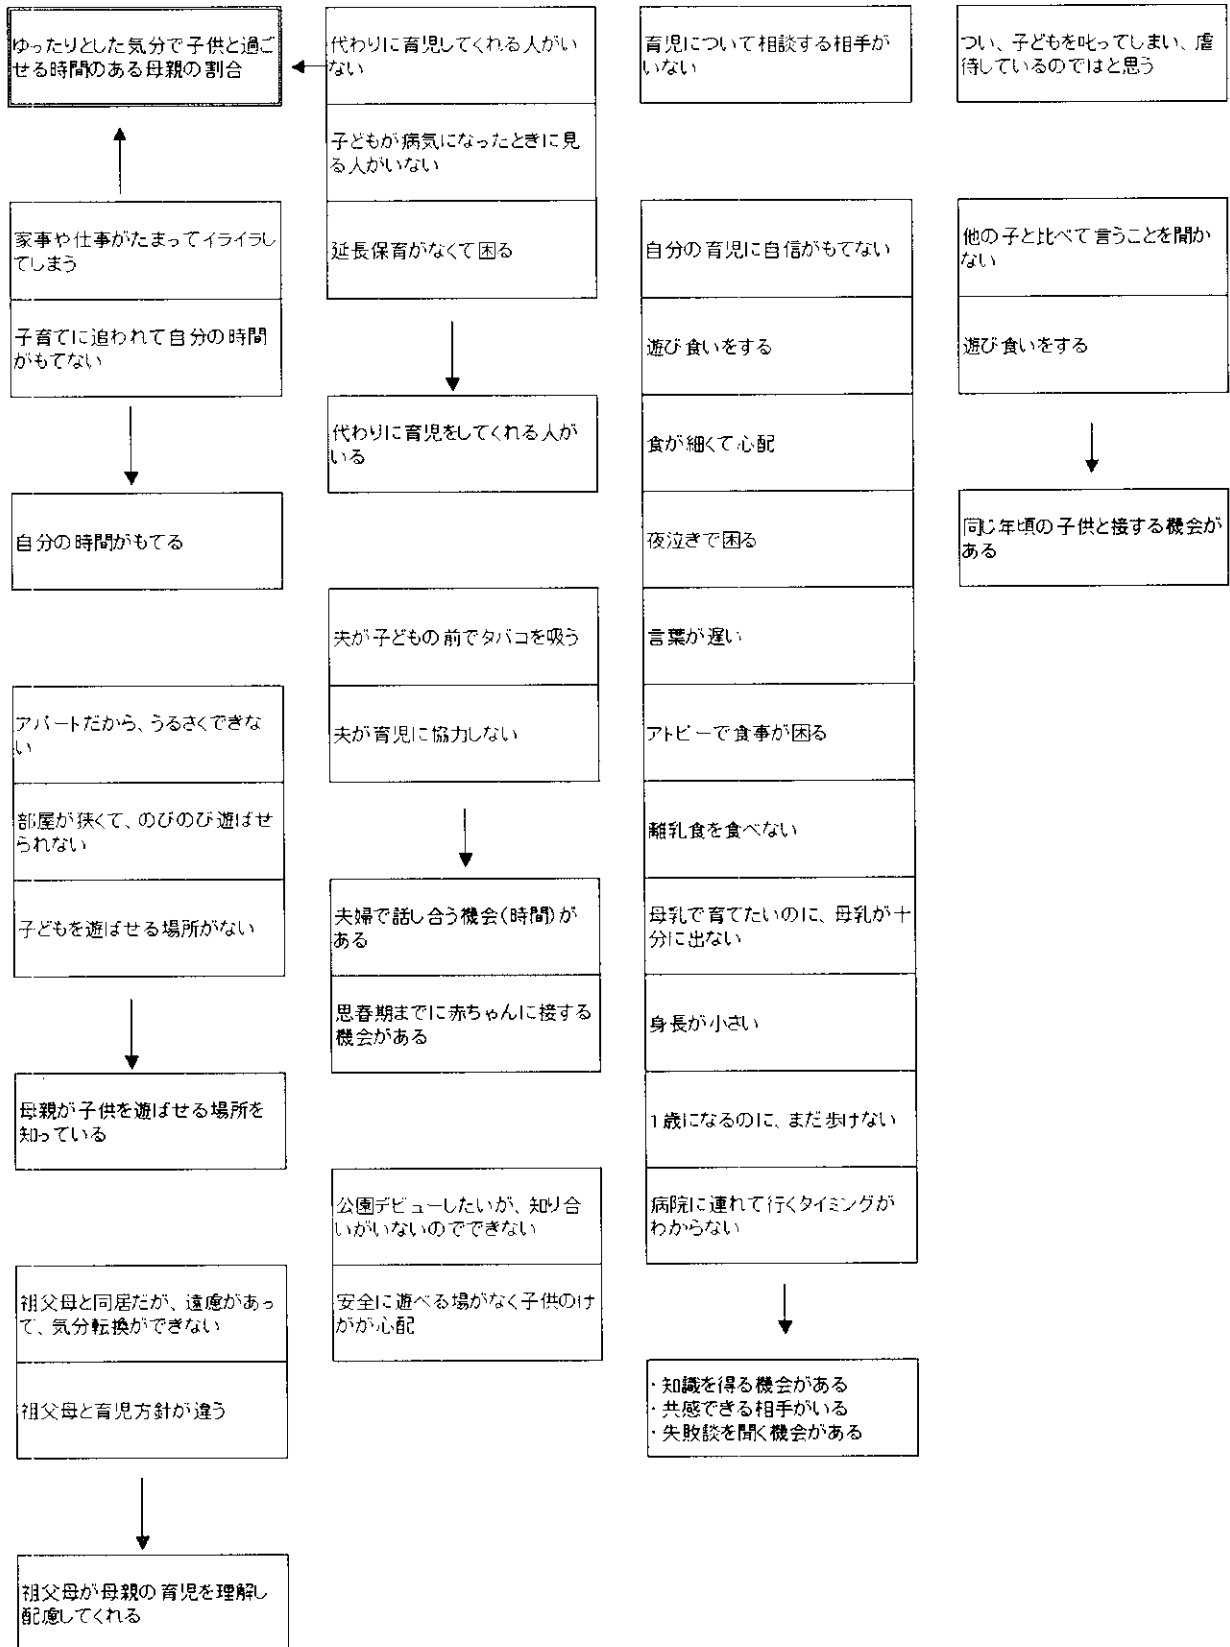 ゆったりとした気分で子供と過ご
せる時間のある母親の割合
家事や仕事がたまってイライラし
てしまう
子育てに追われて自分の時間
がもてない
自分の時間がもてる
アパートだから、うるさくできな
い
部屋が狭くて、のびのび遊ばせ
られない
子どもを遊ばせる場所がない
母親が子供を遊ばせる場所を
知っている
祖父母と同居だが、遠慮があっ
て、気分転換ができない
祖父母と育児方針が違う
祖父母が母親の育児を理解し
配慮してくれる
代わりに育児してくれる人がい
ない
子どもが病気になったときに見
る人がいない
延長保育がなくて困る
代わりに育児をしてくれる人が
いる
夫が子どもの前でタバコを吸う
夫が育児に協力しない
夫婦で話し合う機会(時間)が
ある
思春期までに赤ちゃんに接する
機会がある
公園デビューしたいが、知り合
いがいないのでできない
安全に遊べる場がなく子供のけ
がが心配
育児について相談する相手が
いない
自分の育児に自信がもてない
遊び食いをする
食が細くて心配
夜泣きで困る
言葉が遅い
アトピーで食事が困る
離乳食を食べない
母乳で育てたいのに、母乳が十
分に出ない
身長が小さい
1歳になるのに、まだ歩けない
病院に連れて行くタイミングが
わからない
・知識を得る機会がある
・共感できる相手がいる
・失敗談を聞く機会がある
つい、子どもを叱ってしまい、虐
待しているのではと思う
他の子と比べて言うことを聞か
ない
遊び食いをする
同じ年頃の子供と接する機会が
ある